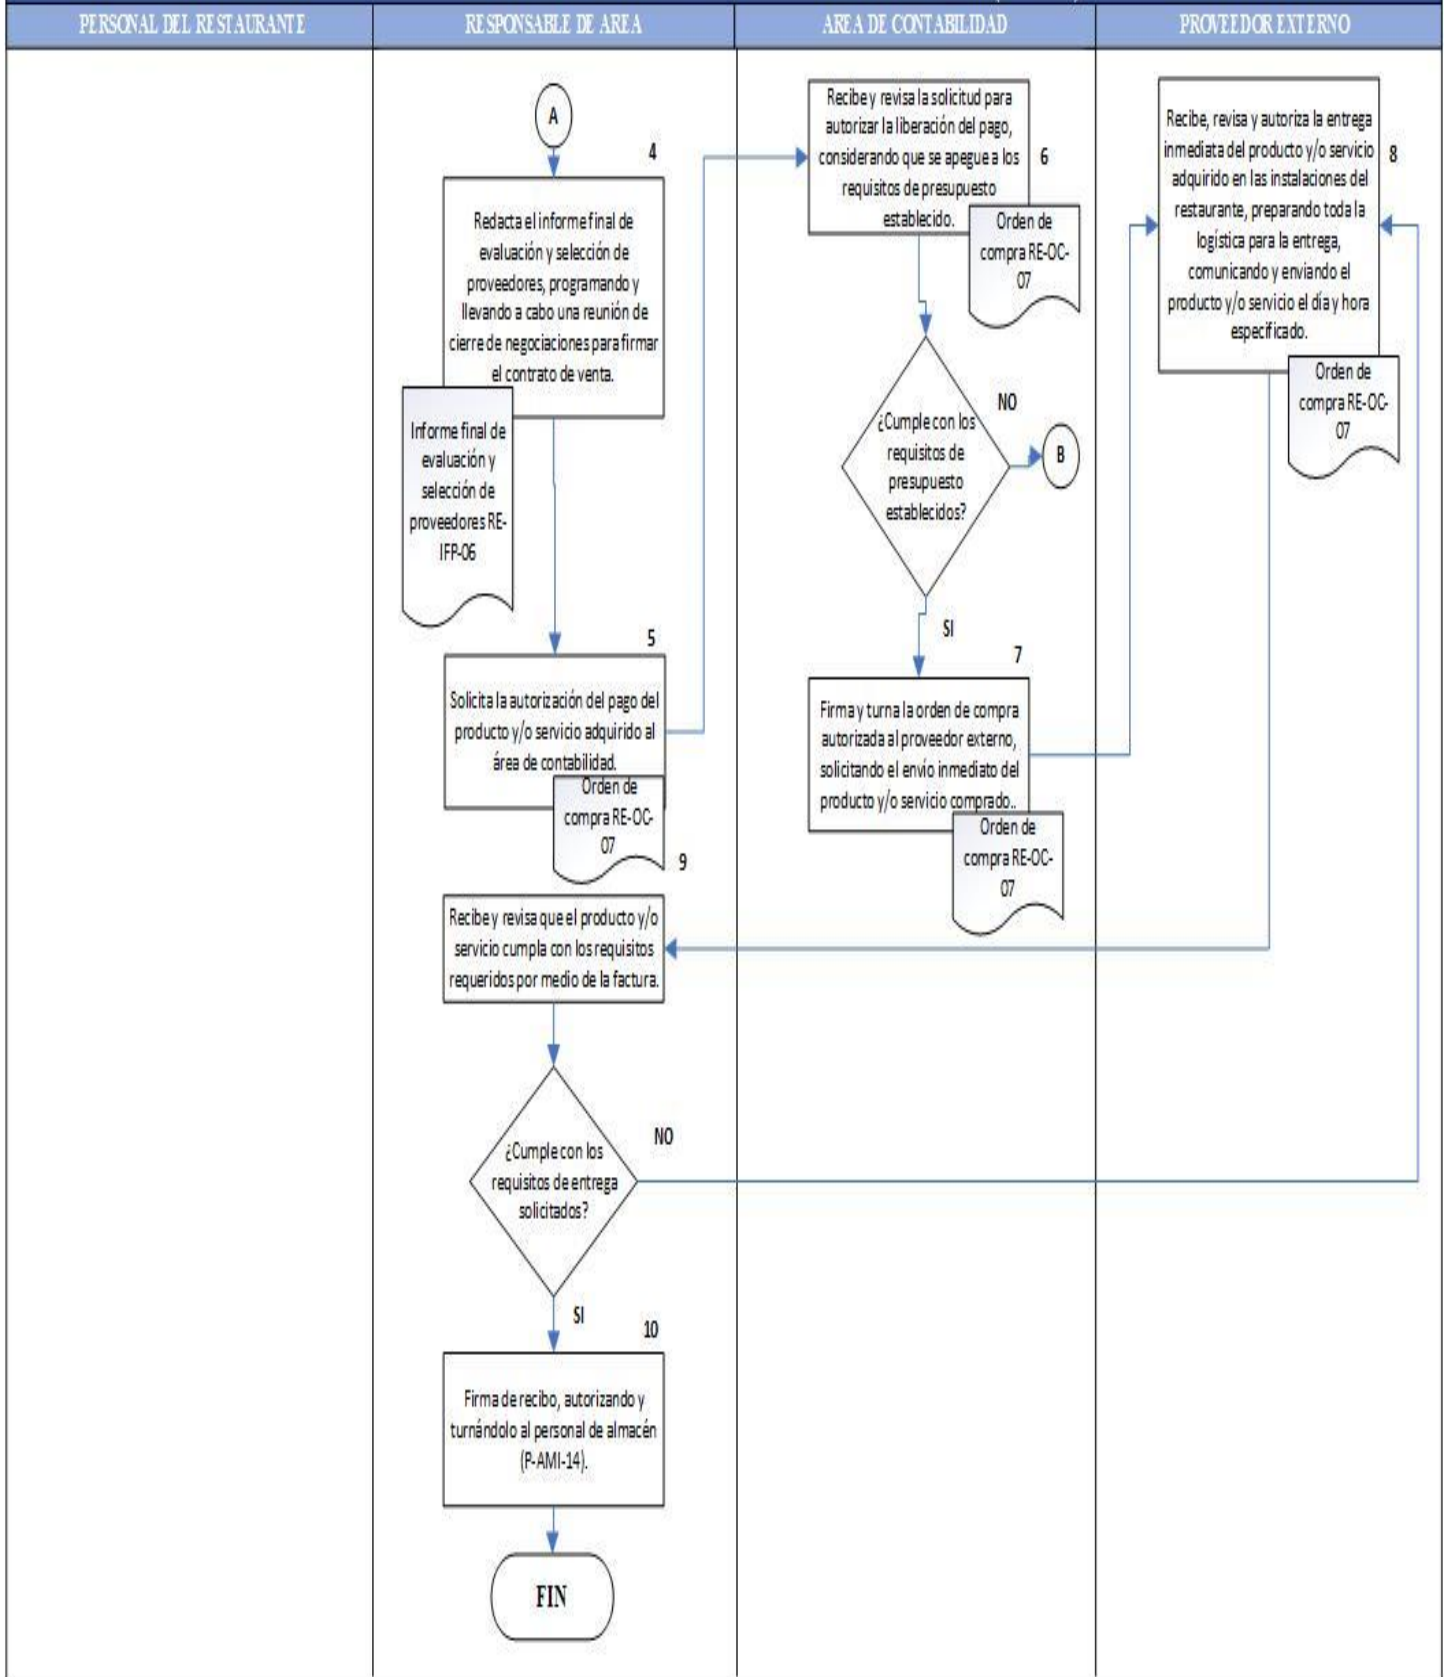 PERSONAL DEL RESTAURANTE
RESPONSABLE DE AREA
AREA DE CONTABILIDAD
PROVEEDOR EXTERNO
A
4
Redacta el informe final de
evaluación y selección de
proveedores, programando y
llevando a cabo una reunión de
cierre de negociaciones para firmar
el contrato de venta.
Informe final de
evaluación y
selección de
proveedores RE-
IFP-06
5
Solicita la autorización del pago del
producto y/o servicio adquirido al
área de contabilidad.
Orden de
compra RE-OC-
07
Recibe y revisa la solicitud para
autorizar la liberación del pago,
considerando que se apegue a los
requisitos de presupuesto
establecido.
6
Orden de
compra RE-OC-
07
¿Cumple con los
requisitos de
presupuesto
establecidos?
NO
B
SI
7
Firma y turna la orden de compra
autorizada al proveedor externo,
solicitando el envío inmediato del
producto y/o servicio comprado..
Orden de
compra RE-OC-
07
Recibe, revisa y autoriza la entrega
inmediata del producto y/o servicio
adquirido en las instalaciones del
restaurante, preparando toda la
logística para la entrega,
comunicando y enviando el
producto y/o servicio el día y hora
especificado.
8
Orden de
compra RE-OC-
07
9
Recibe y revisa que el producto y/o
servicio cumpla con los requisitos
requeridos por medio de la factura.
¿Cumple con los
requisitos de entrega
solicitados?
NO
SI
10
Firma de recibo, autorizando y
turnándolo al personal de almacén
(P-AMI-14).
FIN